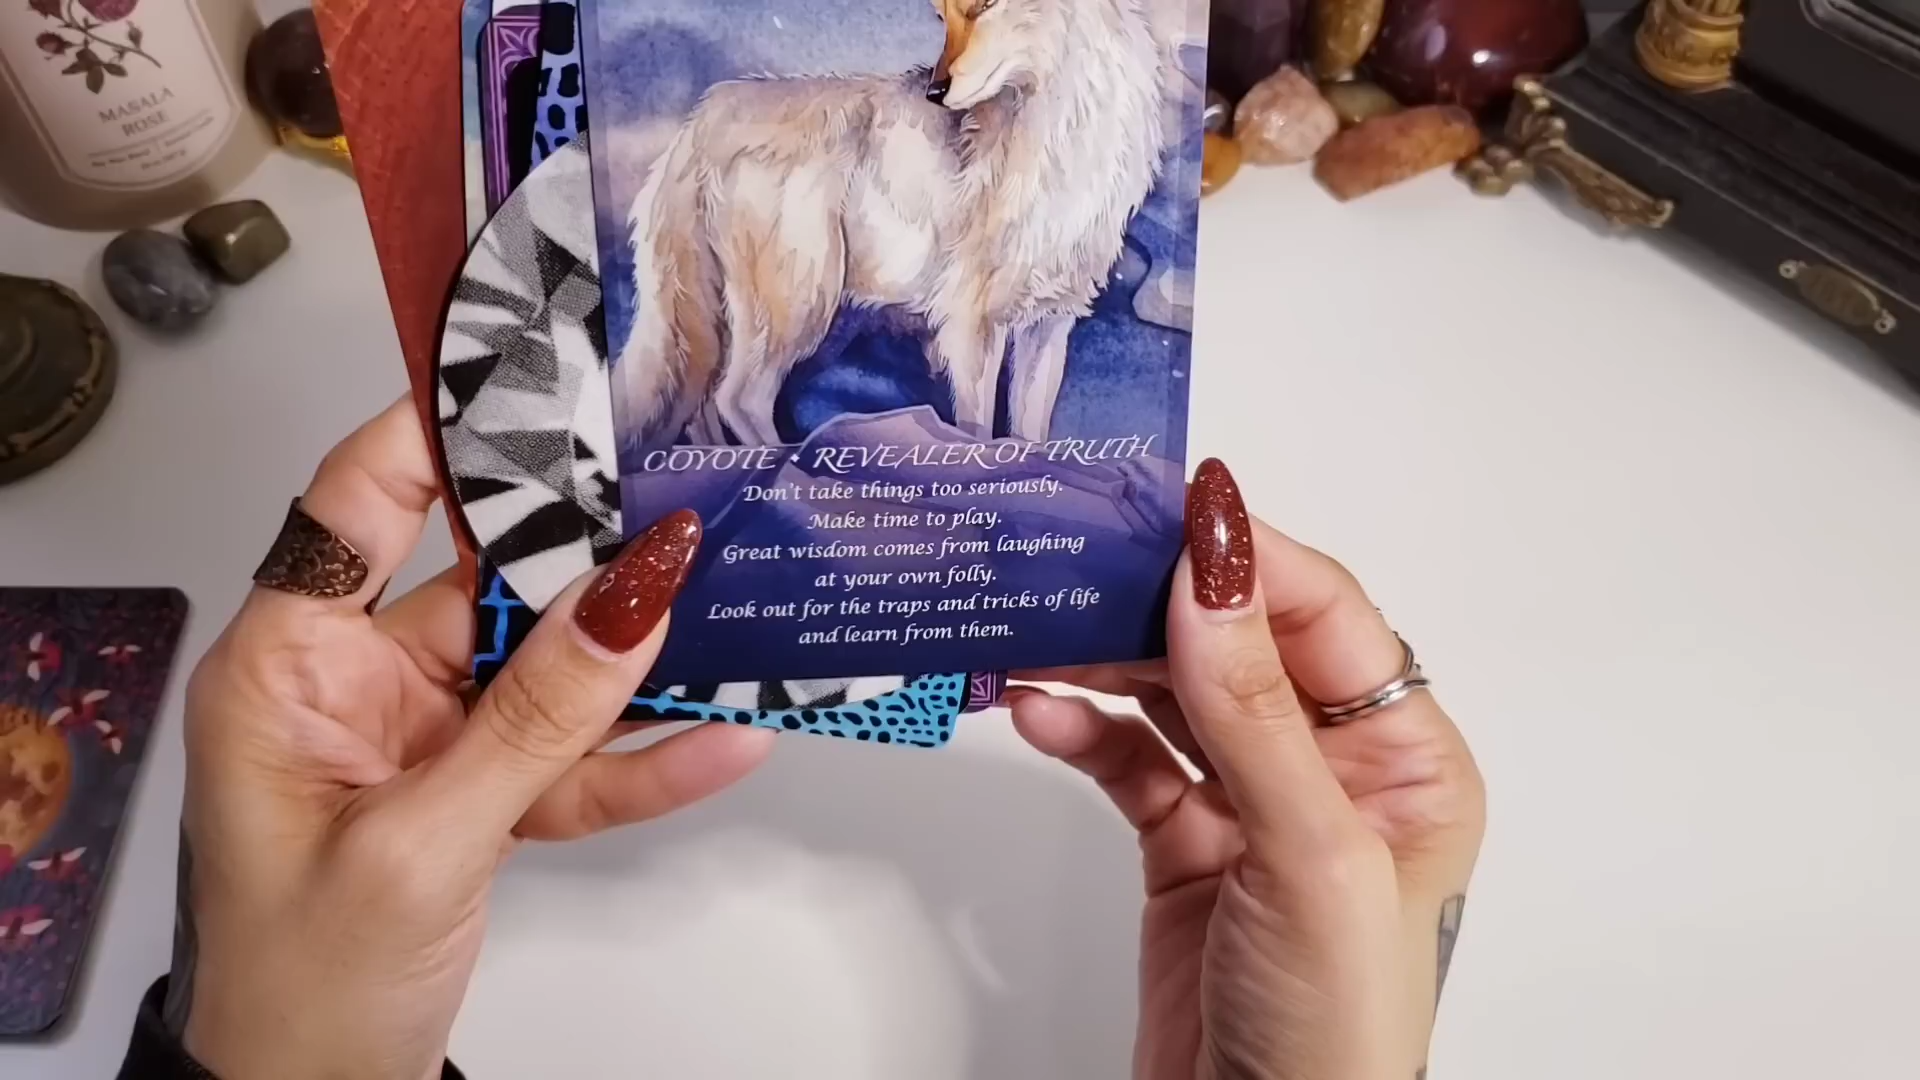 MASALA
ROSE
COYOTE • REVEALER OF TRUTH
Don't take things too seriously.
Make time to play.
Great wisdom comes from laughing
at your own folly.
Look out for the traps and tricks of life
and learn from them.